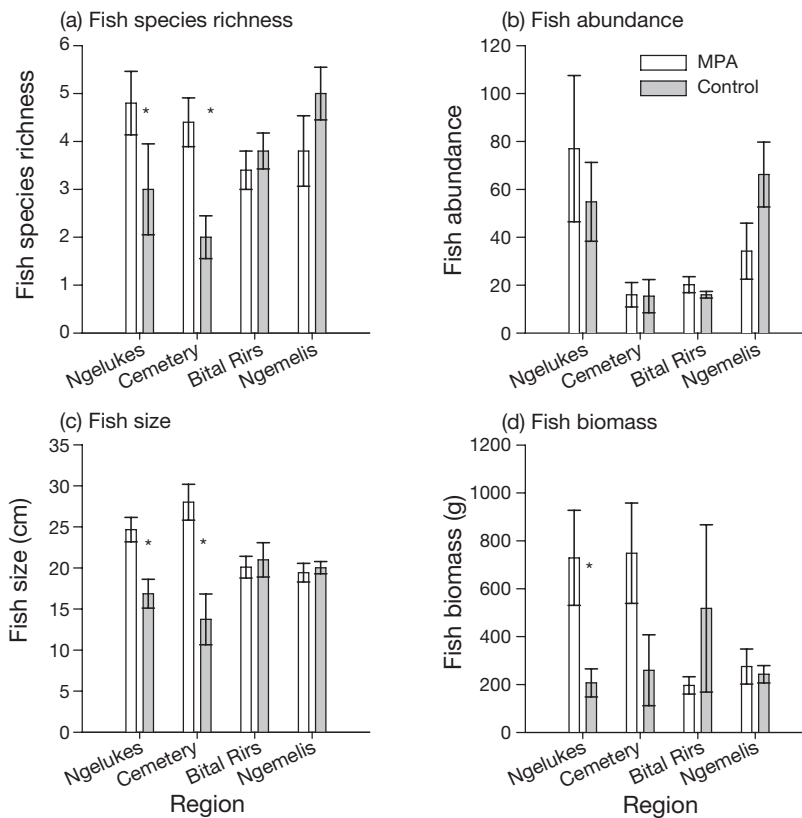 (a) Fish species richness
Fish species richness
6
5
4
3
2
1
0
*
*
Ngelukes
Cemetery
Bital Rirs
Ngemelis
(b) Fish abundance
Fish abundance
120
100
80
60
40
20
0
MPA
Control
Ngelukes
Cemetery
Bital Rirs
Ngemelis
(c) Fish size
Fish size (cm)
35
30
25
20
15
10
5
0
*
*
Ngelukes
Cemetery
Bital Rirs
Ngemelis
Region
(d) Fish biomass
Fish biomass (g)
1200
1000
800
600
400
200
0
*
Ngelukes
Cemetery
Bital Rirs
Ngemelis
Region